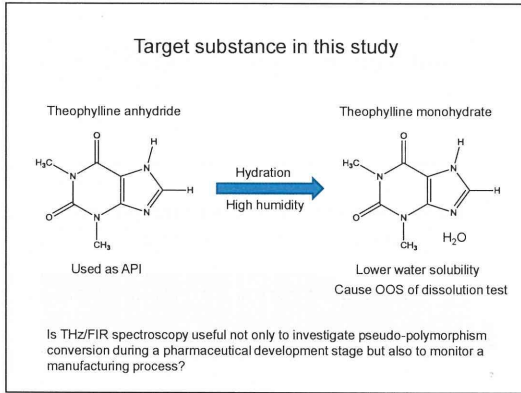 Target substance in this study
Theophylline anhydride
Theophylline monohydrate
O
H
H₃C
N
N
H
O
N
N
CH₃
Hydration
High humidity
O
H
H₃C
N
N
H
O
N
N
CH₃
H₂O
Used as API
Lower water solubility
Cause OOS of dissolution test
Is THz/FIR spectroscopy useful not only to investigate pseudo-polymorphism
conversion during a pharmaceutical development stage but also to monitor a
manufacturing process?